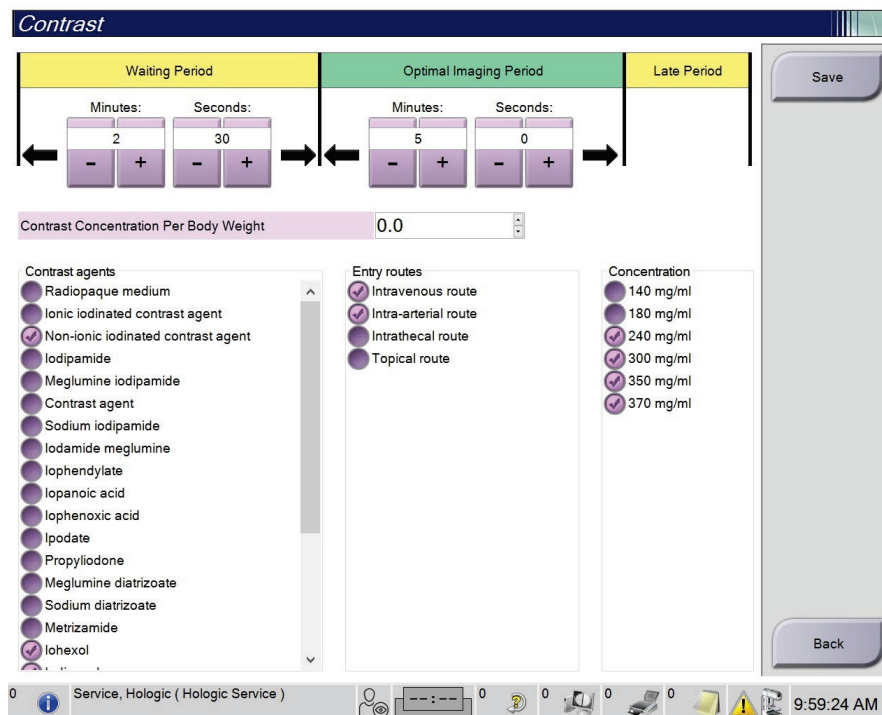 Contrast
Waiting Period
Optimal Imaging Period
Late Period
Save
Minutes:
Seconds:
Minutes:
Seconds:
2
30
5
0
- +
- +
- +
- +
Contrast Concentration Per Body Weight
0.0
Contrast agents
Radiopaque medium
Ionic iodinated contrast agent
Non-ionic iodinated contrast agent
Iodipamide
Meglumine iodipamide
Contrast agent
Sodium iodipamide
Iodamide meglumine
Iophendylate
Iopanoic acid
Iophenoxic acid
Ipodate
Propyliodone
Meglumine diatrizoate
Sodium diatrizoate
Metrizamide
Iohexol
Entry routes
Intravenous route
Intra-arterial route
Intrathecal route
Topical route
Concentration
140 mg/ml
180 mg/ml
240 mg/ml
300 mg/ml
350 mg/ml
370 mg/ml
Back
0
Service, Hologic ( Hologic Service )
--:--
0
0
0
0
9:59:24 AM